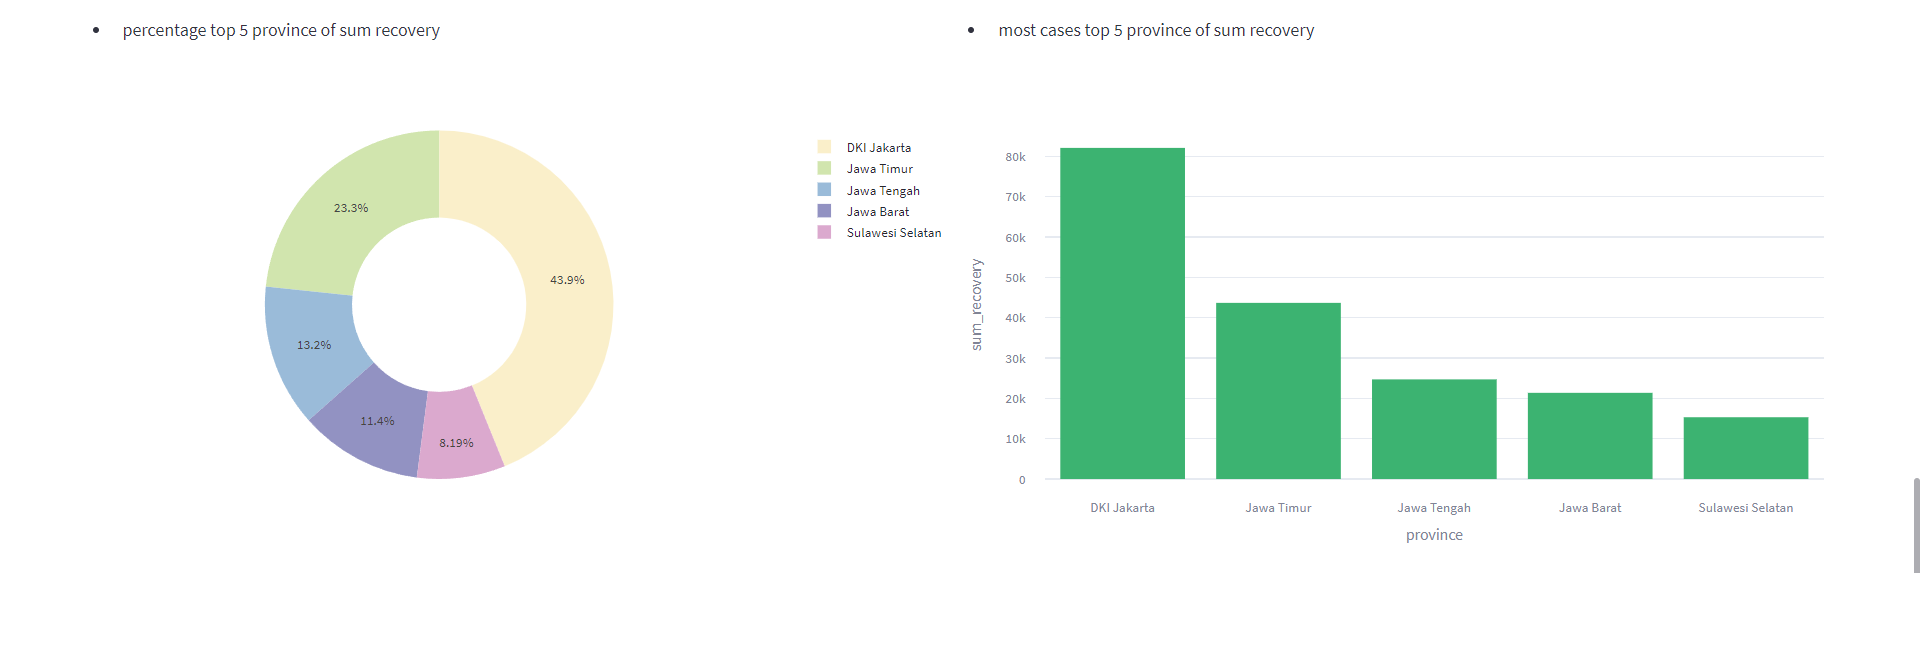 percentage top 5 province of sum recovery
43.9%
23.3%
13.2%
11.4%
8.19%
DKI Jakarta
Jawa Timur
Jawa Tengah
Jawa Barat
Sulawesi Selatan
most cases top 5 province of sum recovery
sum_recovery
80k
70k
60k
50k
40k
30k
20k
10k
0
DKI Jakarta
Jawa Timur
Jawa Tengah
Jawa Barat
Sulawesi Selatan
province